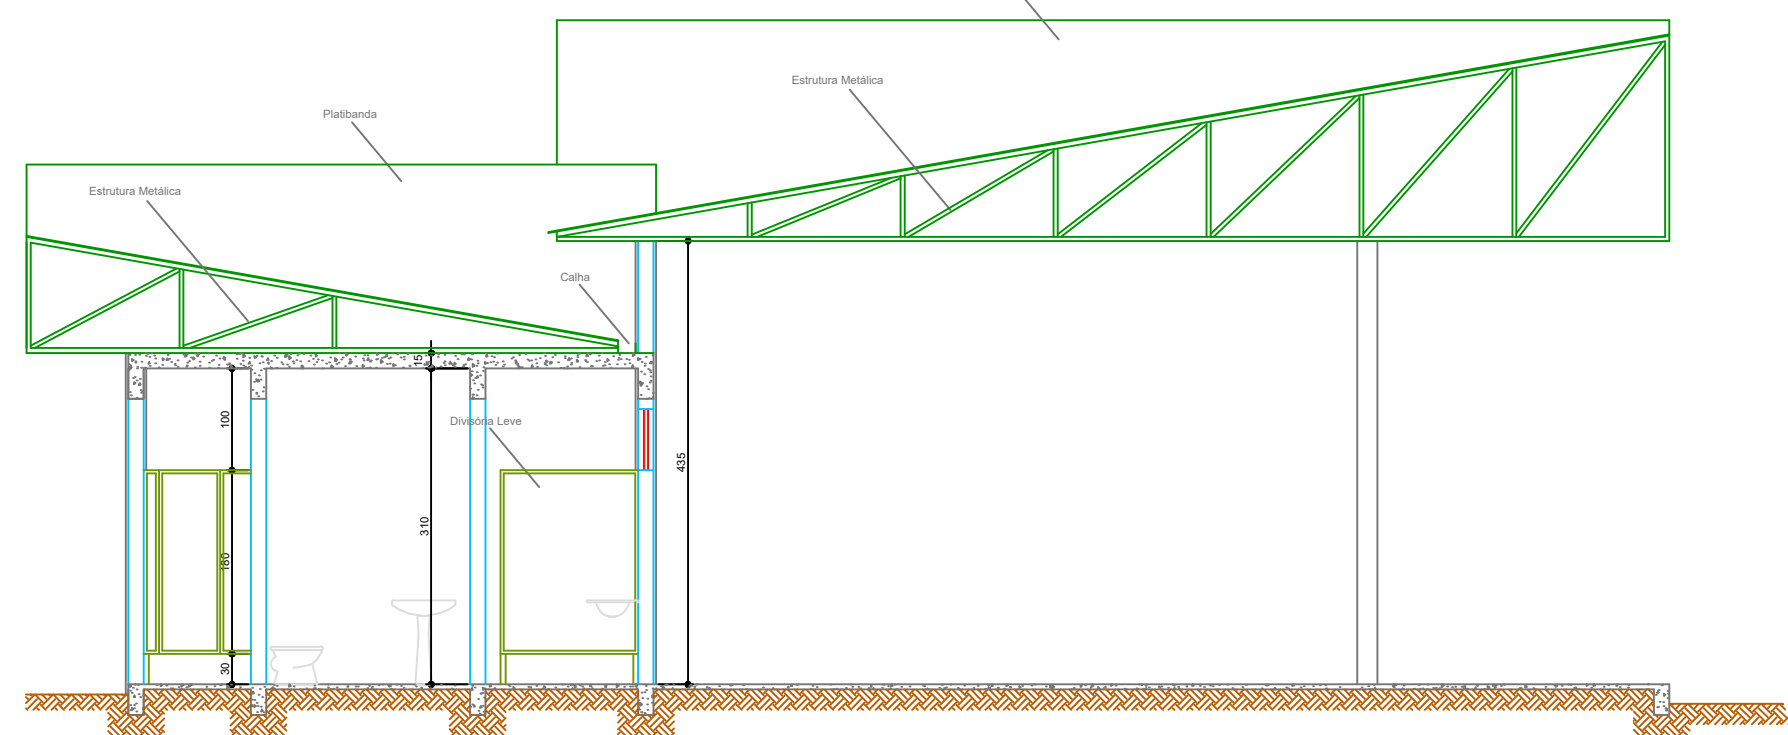 Estrutura Metálica
Platibanda
Estrutura Metálica
Calha
15
100
Divisória Leve
435
310
180
30